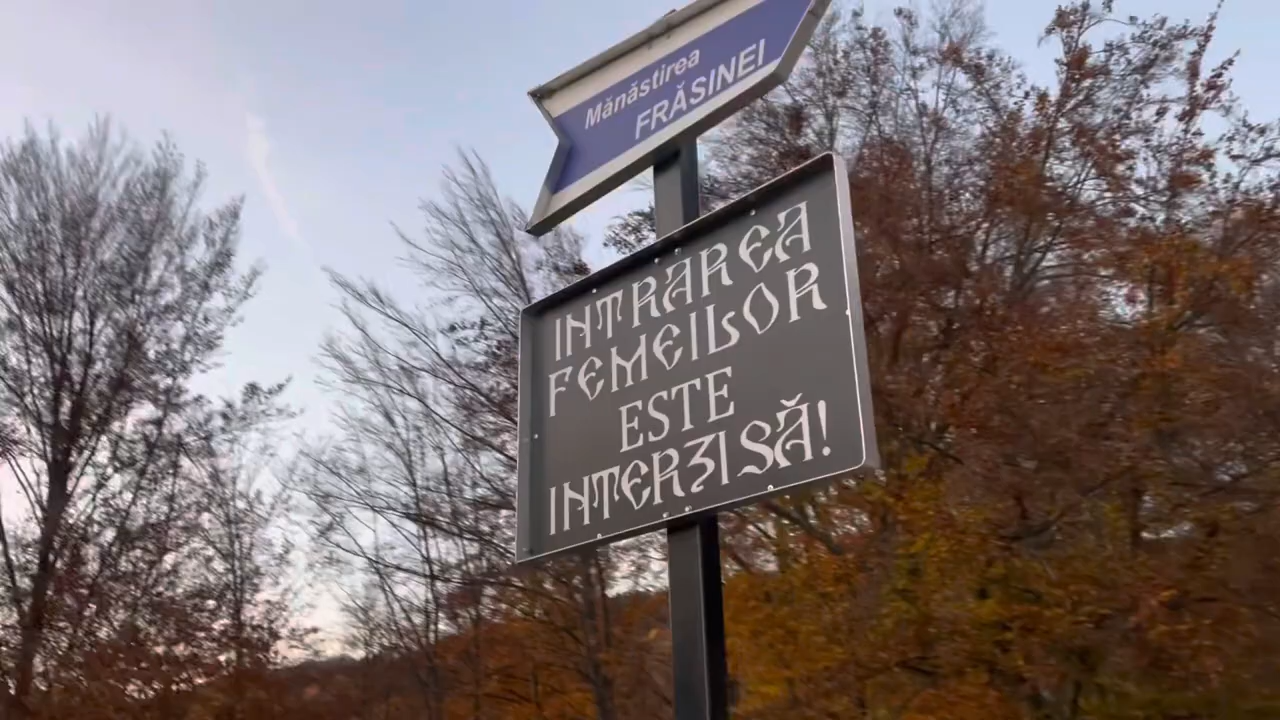 Mănăstirea
FRĂSINEI
INTRAREA
FEMEILOR
ESTE
INTERZISĂ!